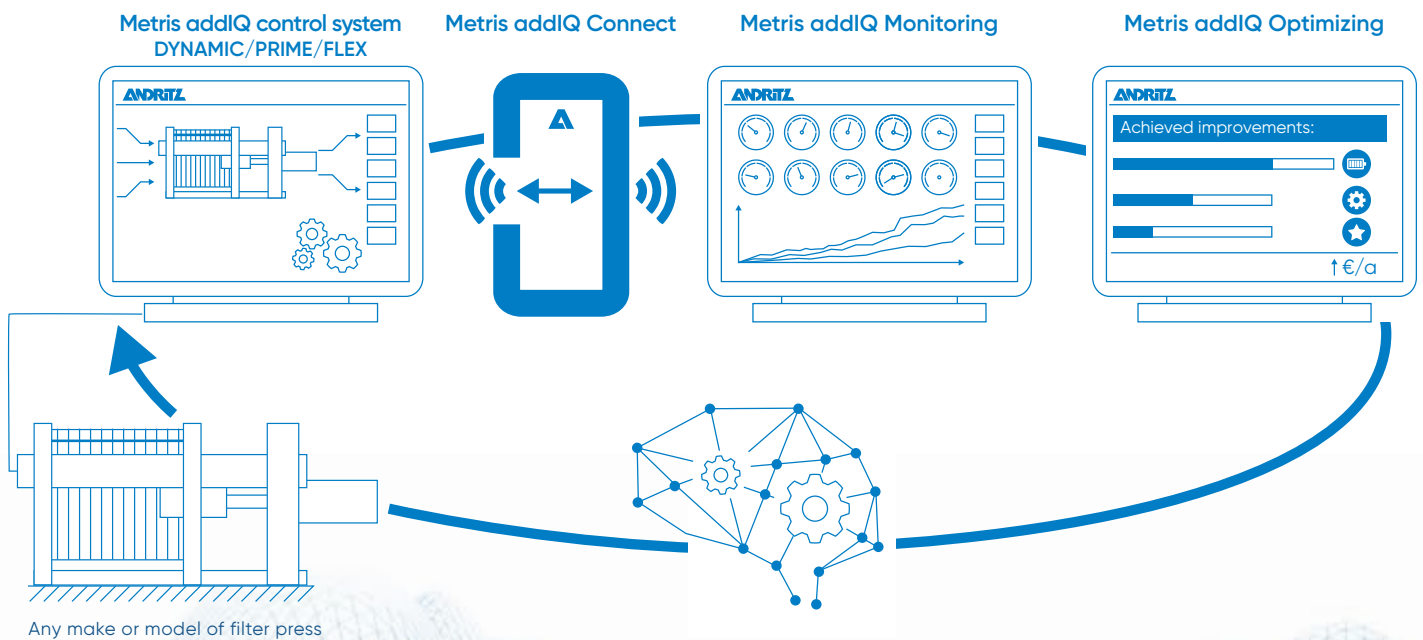 Metris addIQ control system
DYNAMIC/PRIME/FLEX
Metris addIQ Connect
Metris addIQ Monitoring
Metris addIQ Optimizing
ANDRITZ
ANDRITZ
ANDRITZ
Achieved improvements:
€/a
Any make or model of filter press